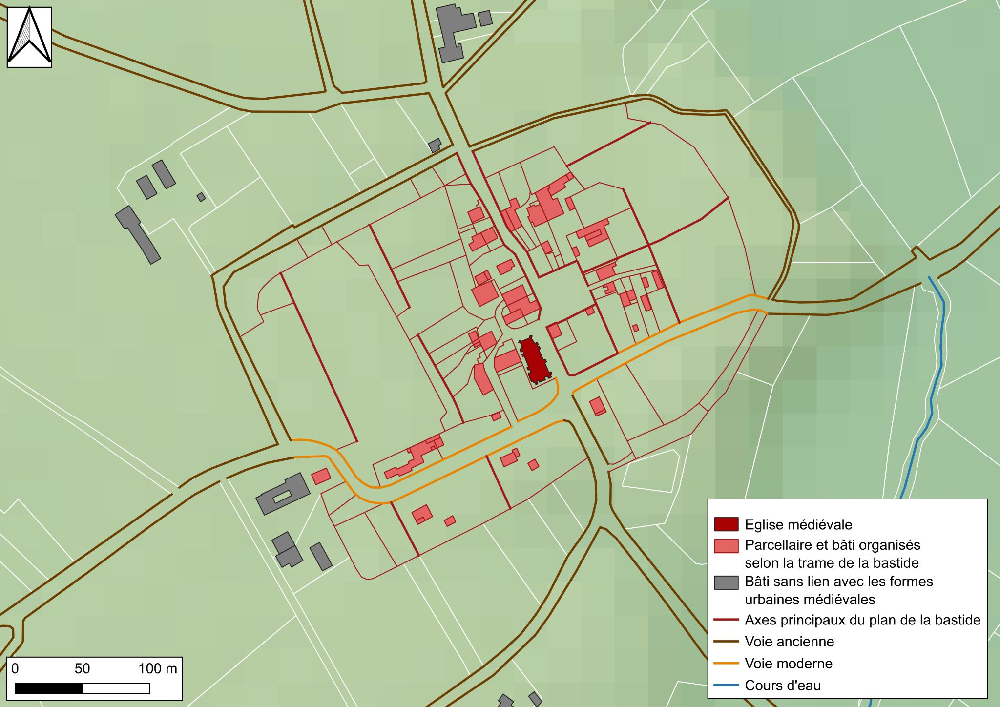 Eglise médiévale
Parcellaire et bâti organisés
selon la trame de la bastide
Bâti sans lien avec les formes
urbaines médiévales
Axes principaux du plan de la bastide
Voie ancienne
Voie moderne
Cours d'eau
0 50 100 m